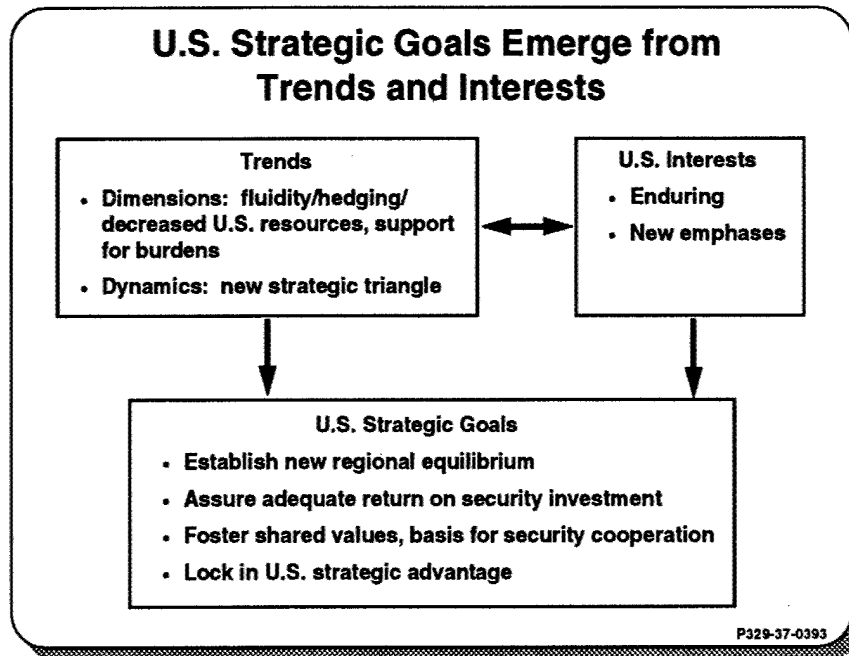 U.S. Strategic Goals Emerge from
Trends and Interests
Trends
• Dimensions: fluidity/hedging/
decreased U.S. resources, support
for burdens
• Dynamics: new strategic triangle
U.S. Interests
• Enduring
• New emphases
U.S. Strategic Goals
• Establish new regional equilibrium
• Assure adequate return on security investment
• Foster shared values, basis for security cooperation
• Lock in U.S. strategic advantage
P329-37-0393